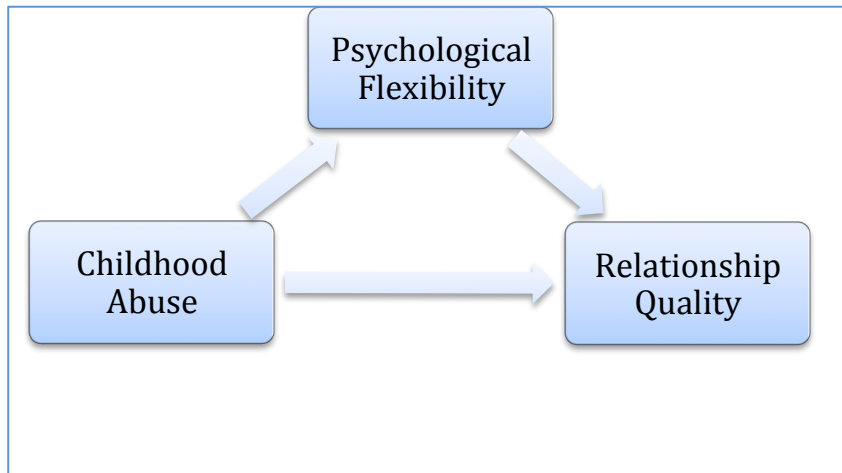 Psychological
Flexibility
Childhood
Abuse
Relationship
Quality